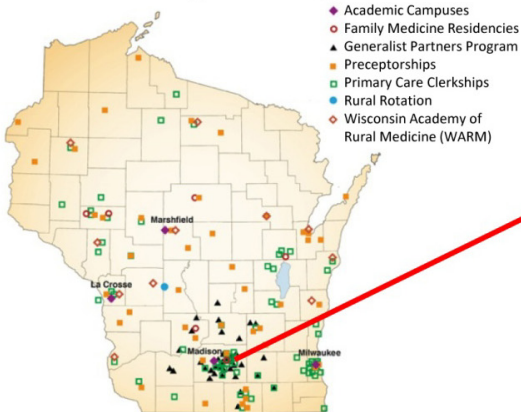 Academic Campuses
Family Medicine Residencies
Generalist Partners Program
Preceptorships
Primary Care Clerkships
Rural Rotation
Wisconsin Academy of
Rural Medicine (WARM)
Marshfield
La Crosse
Madison
Milwaukee